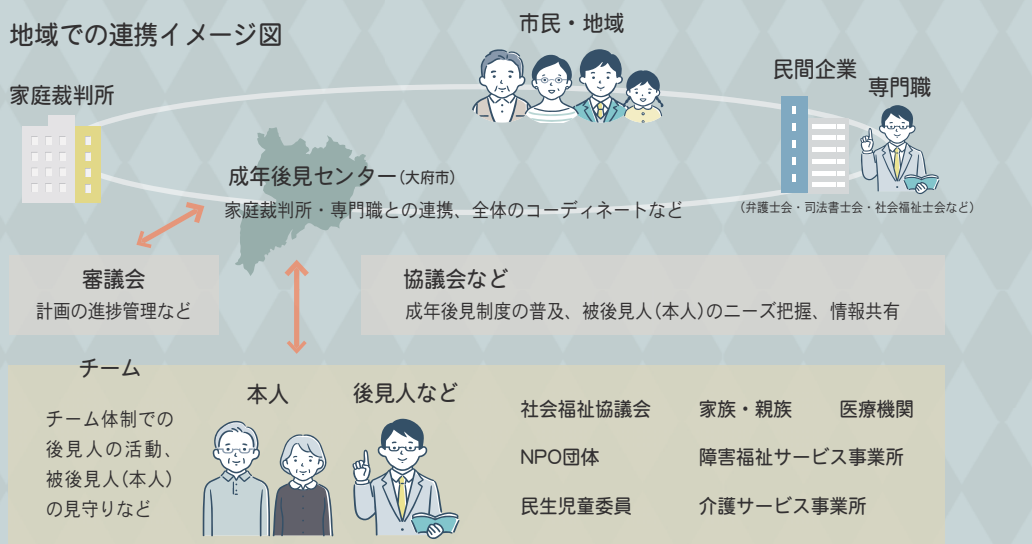 地域での連携イメージ図
市民・地域
民間企業
専門職
家庭裁判所
成年後見センター(大府市)
家庭裁判所・専門職との連携、全体のコーディネートなど
(弁護士会・司法書士会・社会福祉士会など)
審議会
計画の進捗管理など
協議会など
成年後見制度の普及、被後見人(本人)のニーズ把握、情報共有
チーム
チーム体制での
後見人の活動、
被後見人(本人)
の見守りなど
本人
後見人など
社会福祉協議会
家族・親族
医療機関
NPO団体
障害福祉サービス事業所
民生児童委員
介護サービス事業所